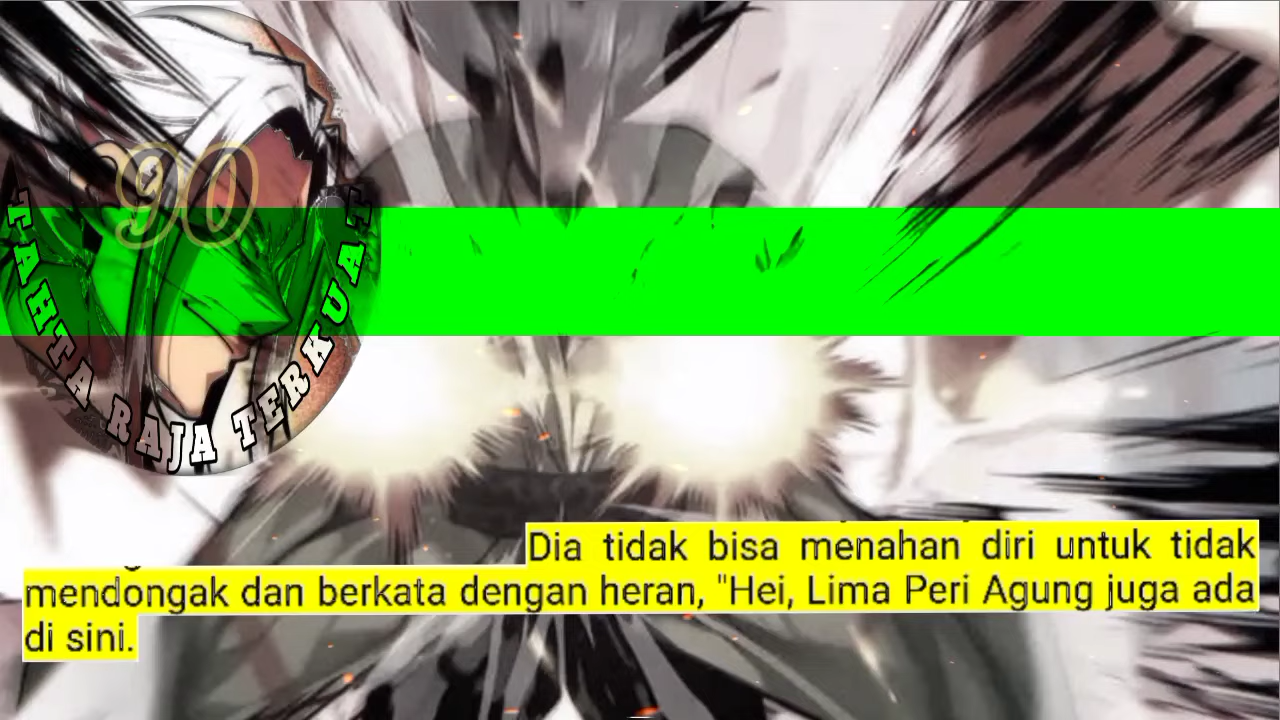 90
TAHTA RAJA TERKUAT
Dia tidak bisa menahan diri untuk tidak
mendongak dan berkata dengan heran, "Hei, Lima Peri Agung juga ada
di sini.